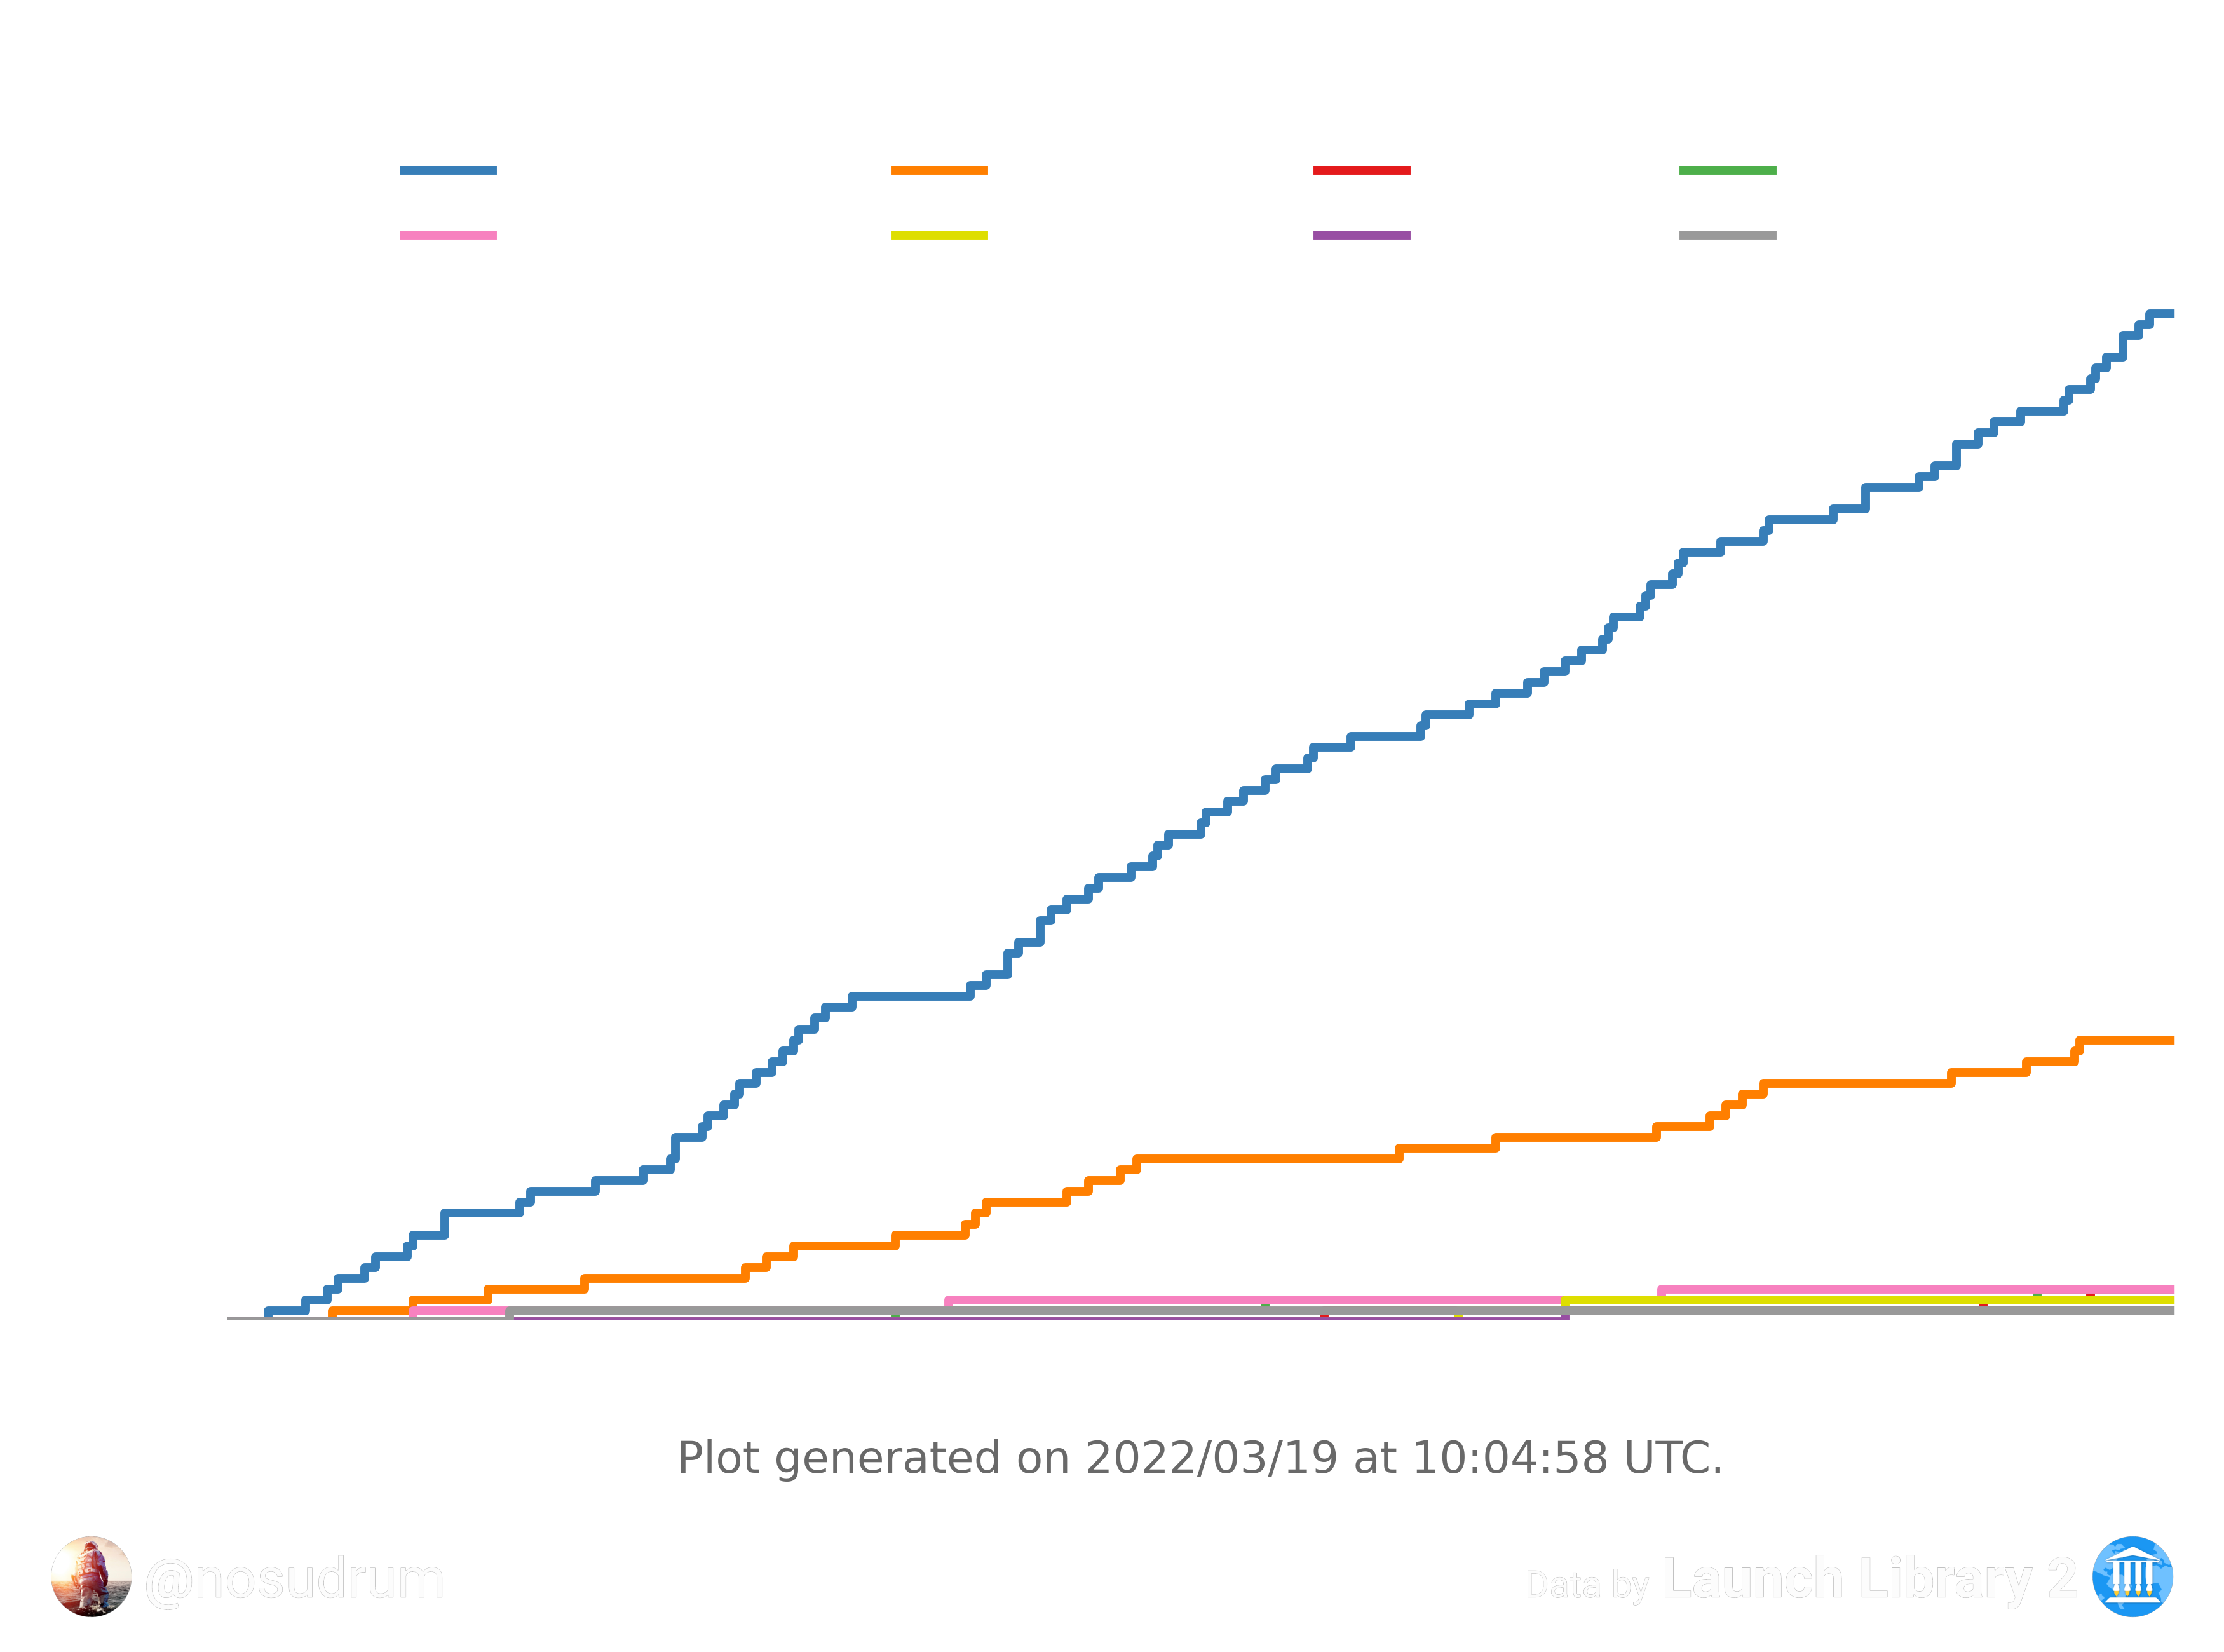 Plot generated on 2022/03/19 at 10:04:58 UTC.
@nosudrum
Data by Launch Library 2